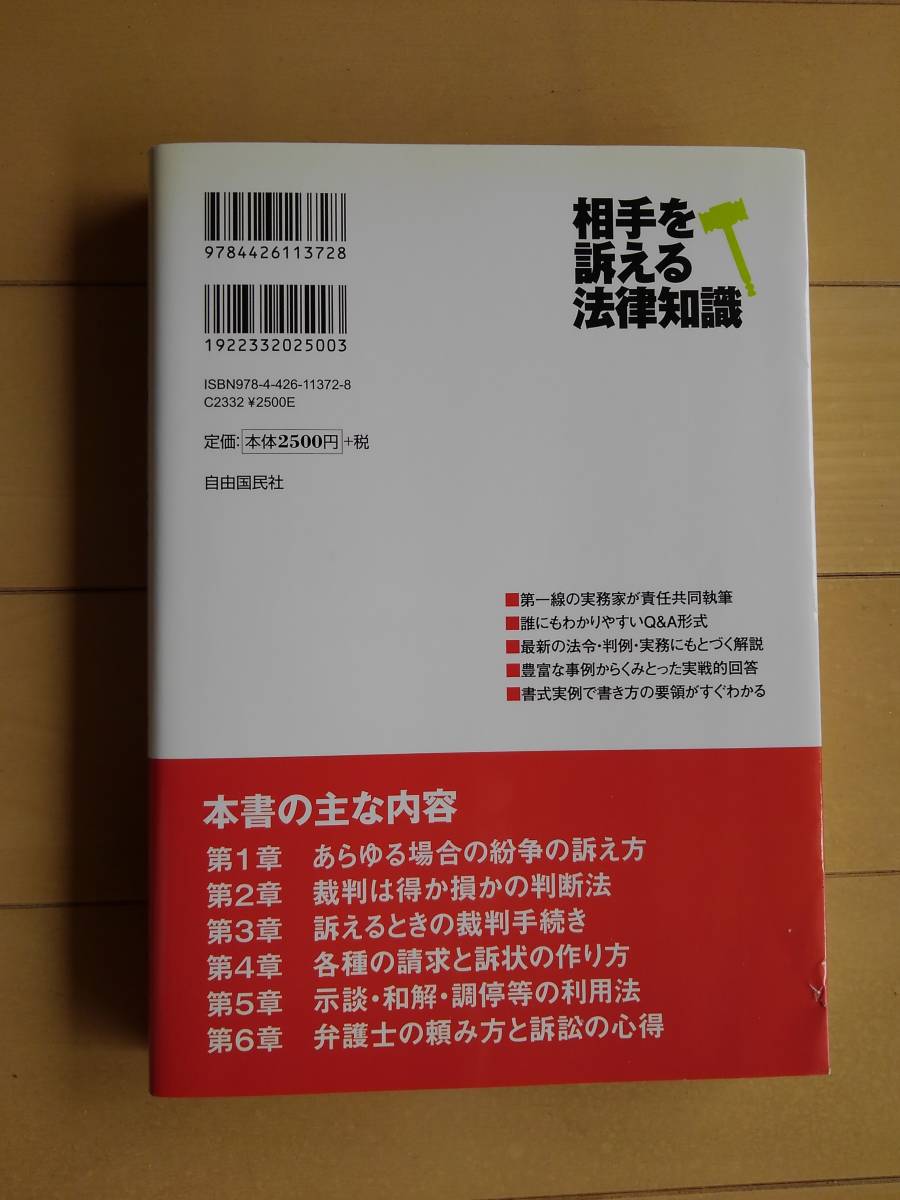 相手を
訴える
法律知識
9784426113728
1922332025003
ISBN978-4-426-11372-8
C2332 ¥2500E
定価:本体2500円+税
自由国民社
■第一線の実務家が責任共同執筆
■誰にもわかりやすいQ&A形式
■最新の法令・判例・実務にもとづく解説
■豊富な事例からくみとった実戦的回答
■書式実例で書き方の要領がすぐわかる
本書の主な内容
第1章 あらゆる場合の紛争の訴え方
第2章 裁判は得か損かの判断法
第3章 訴えるときの裁判手続き
第4章 各種の請求と訴状の作り方
第5章 示談・和解・調停等の利用法
第6章 弁護士の頼み方と訴訟の心得